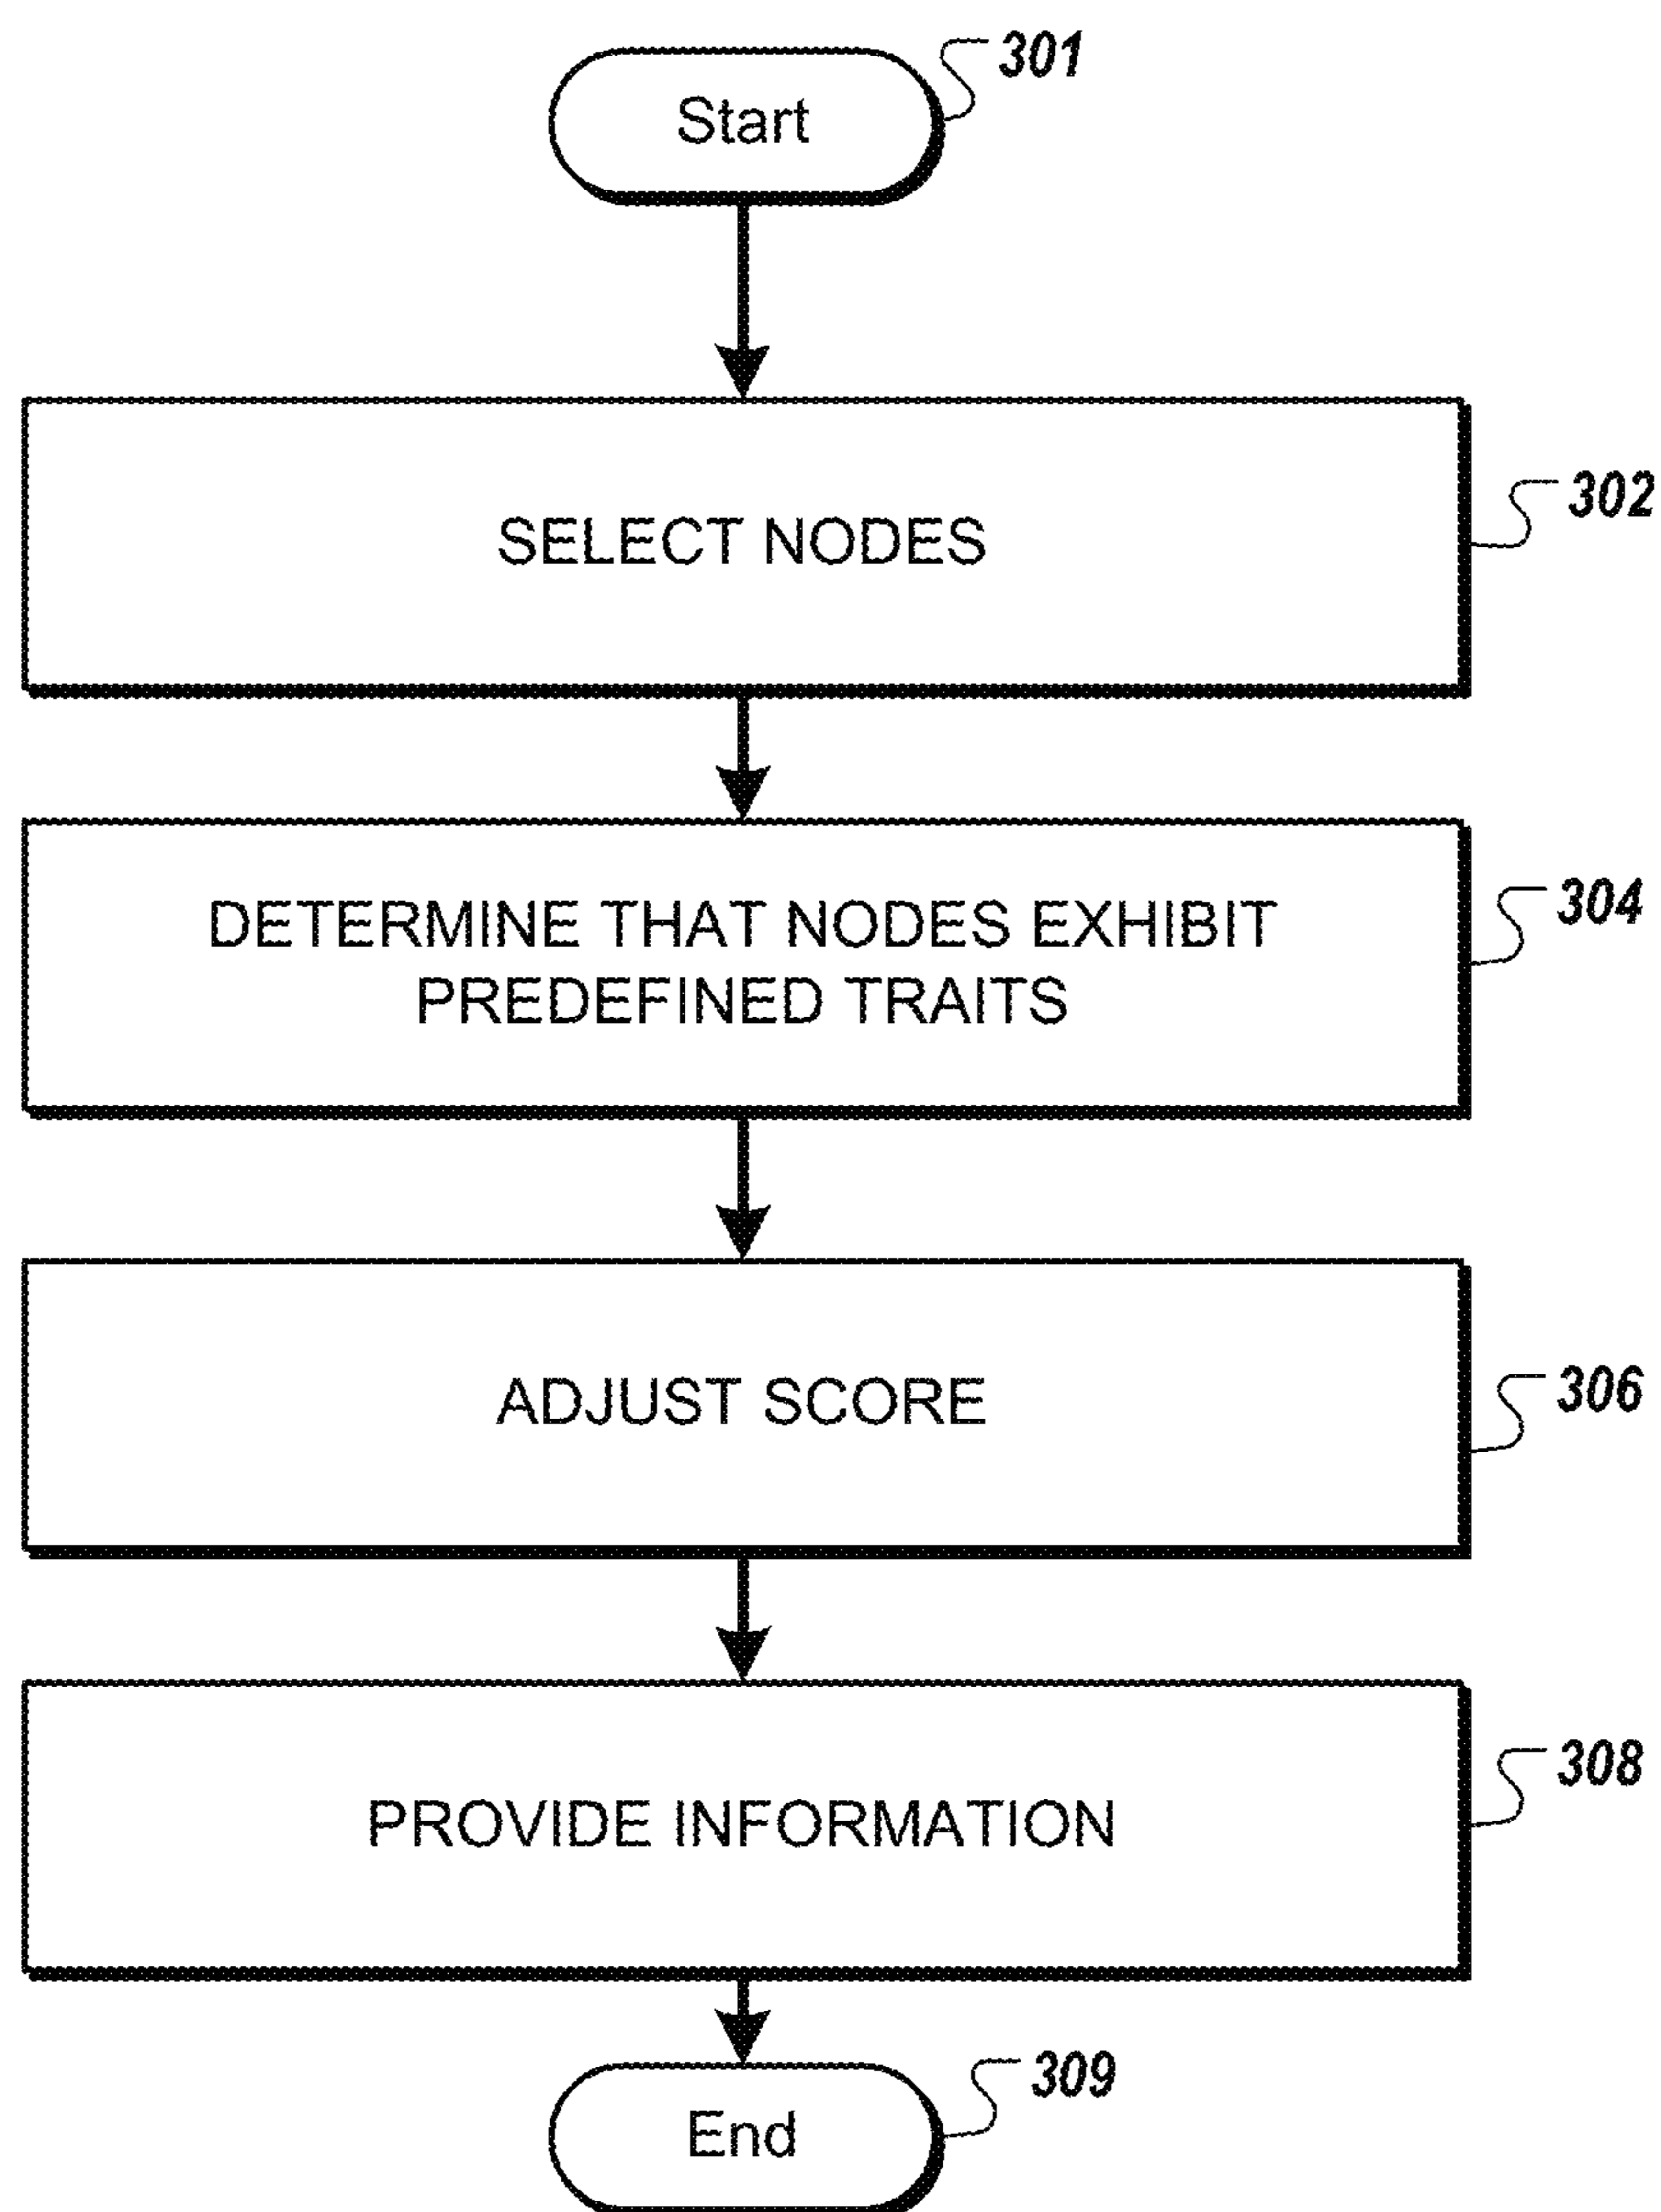 Start
301
SELECT NODES
302
DETERMINE THAT NODES EXHIBIT
PREDEFINED TRAITS
304
ADJUST SCORE
306
PROVIDE INFORMATION
308
End
309